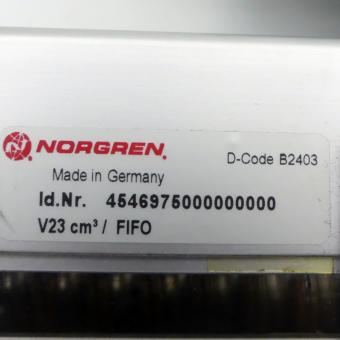 NORGREN. D-Code B2403
Made in Germany
Id.Nr. 4546975000000000
V23 cm³ / FIFO